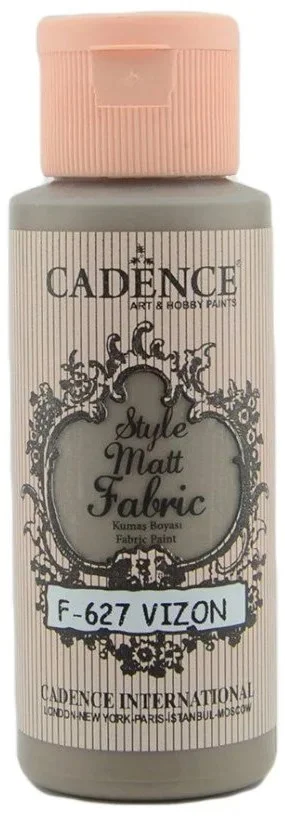 CADENCE®
ART & HOBBY PAINTS
Style
Matt
Fabric
Kumaş Boyası
Fabric Paint
F-627 VIZON
CADENCE INTERNATIONAL
LONDON-NEW YORK-PARIS-İSTANBUL-MOSCOW